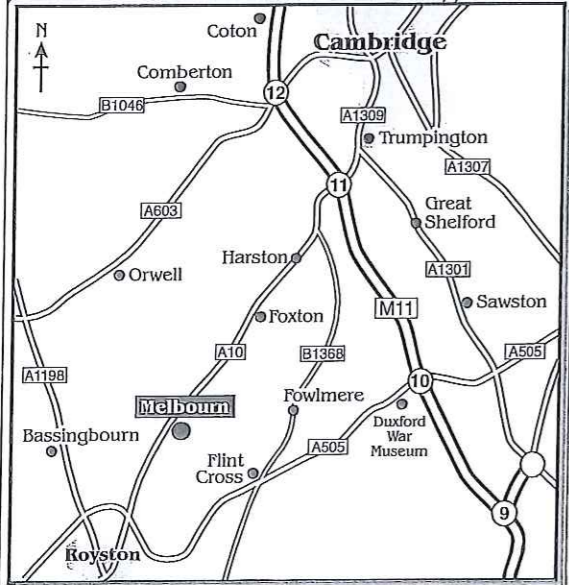 Coton
N
Cambridge
Comberton
12
B1046
A1309
Trumpington
A1307
11
A603
Great
Shelford
Harston
A1301
Orwell
M11
Sawston
Foxton
A10
B1368
A505
A1198
10
Melbourn
Fowlmere
Duxford
War
Museum
Bassingbourn
A505
Flint
Cross
9
Royston